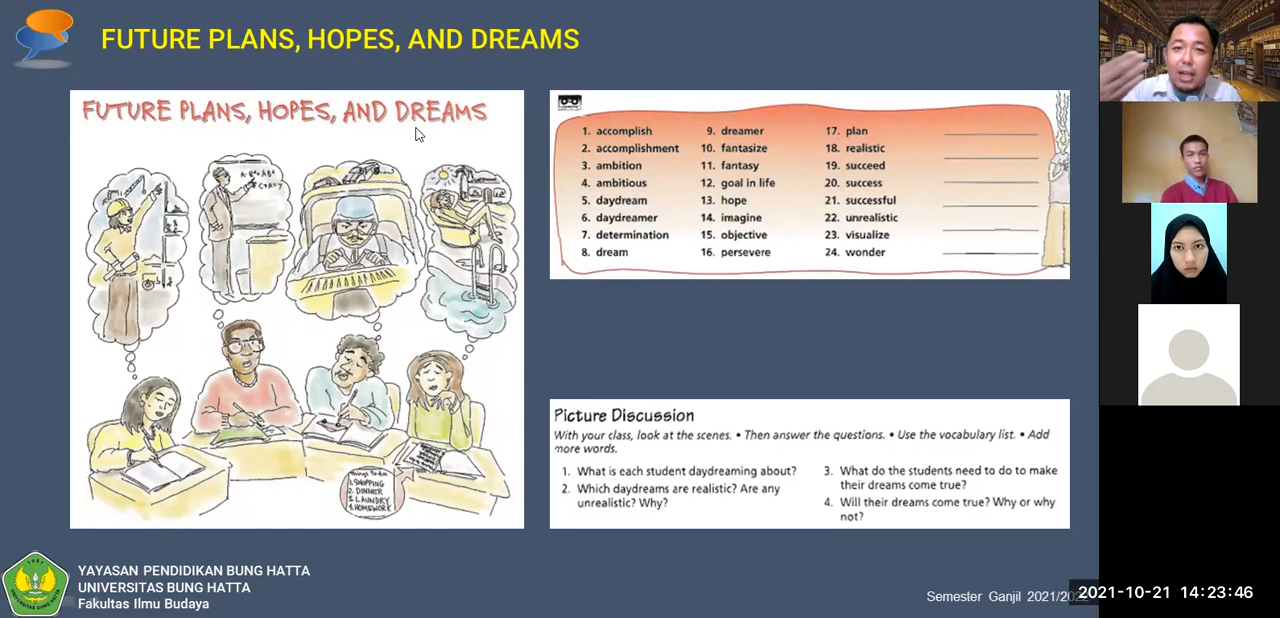 FUTURE PLANS, HOPES, AND DREAMS
FUTURE PLANS, HOPES, AND DREAMS
Things to do
1. SHOPPING
2. DINNER
3. LAUNDRY
4. HOMEWORK
1. accomplish
2. accomplishment
3. ambition
4. ambitious
5. daydream
6. daydreamer
7. determination
8. dream
9. dreamer
10. fantasize
11. fantasy
12. goal in life
13. hope
14. imagine
15. objective
16. persevere
17. plan
18. realistic
19. succeed
20. success
21. successful
22. unrealistic
23. visualize
24. wonder
Picture Discussion
With your class, look at the scenes. • Then answer the questions. • Use the vocabulary list. • Add
more words.
1. What is each student daydreaming about?
2. Which daydreams are realistic? Are any
unrealistic? Why?
3. What do the students need to do to make
their dreams come true?
4. Will their dreams come true? Why or why
not?
YAYASAN PENDIDIKAN BUNG HATTA
UNIVERSITAS BUNG HATTA
Fakultas Ilmu Budaya
Semester Ganjil 2021/2022
2021-10-21 14:23:46